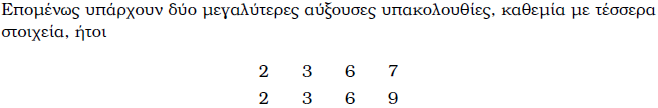 Επομένως υπάρχουν δύο μεγαλύτερες αύξουσες υπακολουθίες, καθεμία με τέσσερα
στοιχεία, ήτοι
2 3 6 7
2 3 6 9